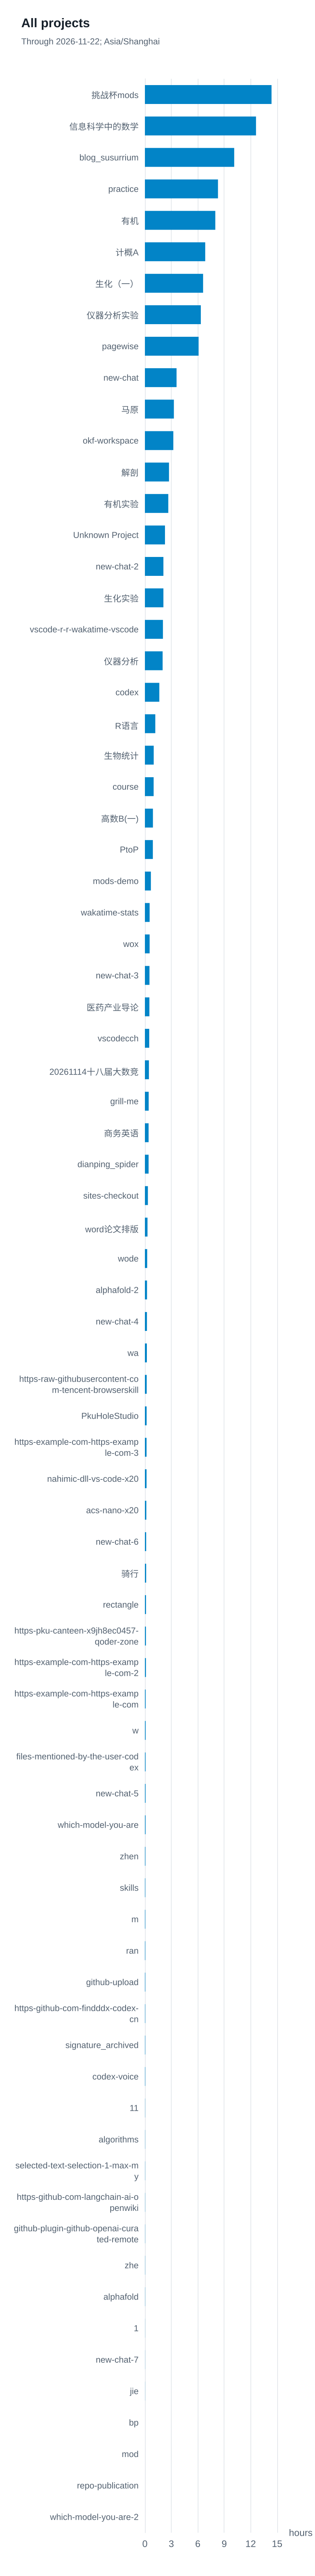 All projects
Through 2026-11-22; Asia/Shanghai
挑战杯mods
信息科学中的数学
blog_susurrium
practice
有机
计概A
生化（一）
仪器分析实验
pagewise
new-chat
马原
okf-workspace
解剖
有机实验
Unknown Project
new-chat-2
生化实验
vscode-r-r-wakatime-vscode
仪器分析
codex
R语言
生物统计
course
高数B(一)
PtoP
mods-demo
wakatime-stats
wox
new-chat-3
医药产业导论
vscodecch
20261114十八届大数竞
grill-me
商务英语
dianping_spider
sites-checkout
word论文排版
wode
alphafold-2
new-chat-4
wa
https-raw-githubusercontent-co
m-tencent-browserskill
PkuHoleStudio
https-example-com-https-examp
le-com-3
nahimic-dll-vs-code-x20
acs-nano-x20
new-chat-6
骑行
rectangle
https-pku-canteen-x9jh8ec0457-
qoder-zone
https-example-com-https-examp
le-com-2
https-example-com-https-examp
le-com
w
files-mentioned-by-the-user-cod
ex
new-chat-5
which-model-you-are
zhen
skills
m
ran
github-upload
https-github-com-findddx-codex-
cn
signature_archived
codex-voice
11
algorithms
selected-text-selection-1-max-m
y
https-github-com-langchain-ai-o
penwiki
github-plugin-github-openai-cura
ted-remote
zhe
alphafold
1
new-chat-7
jie
bp
mod
repo-publication
which-model-you-are-2
hours
0 3 6 9 12 15